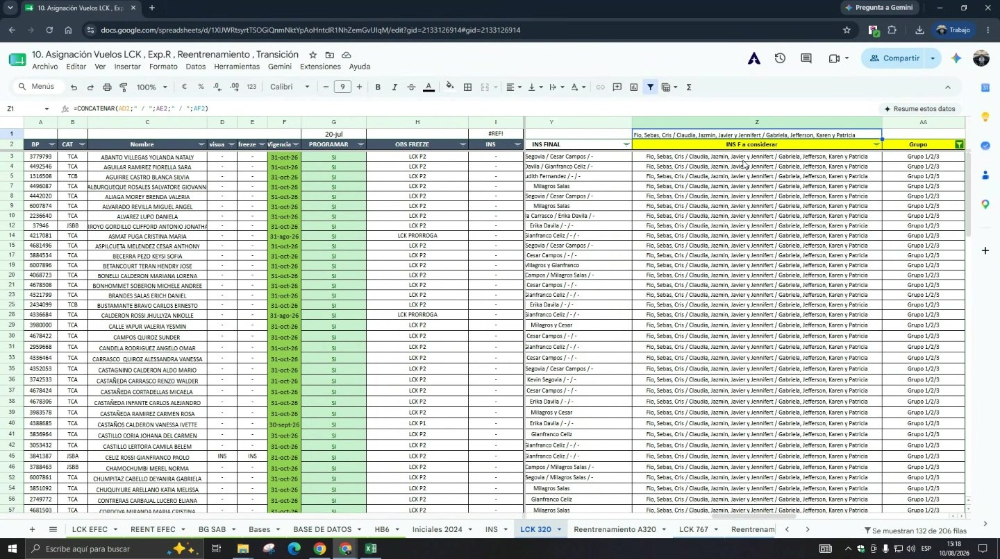 10. Asignación Vuelos LCK , Exp
Pregunta a Gemini
docs.google.com/spreadsheets/d/1XlJWRtsyrtTSOGiQnmNktYpAoHntclR1NhZemGvUlqM/edit?gid=2133126914#gid=2133126914
Trabajo
10. Asignación Vuelos LCK , Exp.R , Reentrenamiento , Transición
Archivo Editar Ver Insertar Formato Datos Herramientas Gemini Extensiones Ayuda
Compartir
Menús 100% € % .0 .00 123 Calibri 9 B I A
Z1 fx =CONCATENAR(AD2;" / ";AE2;" / ";AF2)
Resume estos datos
A B C D E F G H I Y Z AA
1 20-jul #REF! Fio, Sebas, Cris / Claudia, Jazmin, Javier y Jennifert / Gabriela, Jefferson, Karen y Patricia
2 BP CAT Nombre visua freeze Vigencia PROGRAMAR OBS FREEZE INS INS FINAL INS F a considerar Grupo
3 3779793 TCA ABANTO VILLEGAS YOLANDA NATALY - - 31-oct-26 SI LCK P2 - Segovia / Cesar Campos / - Fio, Sebas, Cris / Claudia, Jazmin, Javier y Jennifert / Gabriela, Jefferson, Karen y Patricia Grupo 1/2/3
4 4492546 TCA AGUILAR RAMIREZ FIORELLA SARA - - 31-oct-26 SI LCK P2 - Davila / Gianfranco Celiz / - Fio, Sebas, Cris / Claudia, Jazmin, Javier y Jennifert / Gabriela, Jefferson, Karen y Patricia Grupo 1/2/3
5 1316508 TCB AGUIRRE CASTRO BLANCA SILVIA - - 31-oct-26 SI LCK P2 - udith Fernandez / - / - Fio, Sebas, Cris / Claudia, Jazmin, Javier y Jennifert / Gabriela, Jefferson, Karen y Patricia Grupo 1/2/3
7 4496087 TCA ALBURQUEQUE ROSALES SALVATORE GIOVANN - - 31-oct-26 SI LCK P2 - Milagros Salas Fio, Sebas, Cris / Claudia, Jazmin, Javier y Jennifert / Gabriela, Jefferson, Karen y Patricia Grupo 1/2/3
8 4442020 TCA ALIAGA MOREY BRENDA VALERIA - - 31-oct-26 SI LCK P2 - Segovia / Cesar Campos / - Fio, Sebas, Cris / Claudia, Jazmin, Javier y Jennifert / Gabriela, Jefferson, Karen y Patricia Grupo 1/2/3
9 6007874 TCA ALVARADO REVILLA MIGUEL ANGEL - - 31-oct-26 SI LCK P2 - Milagros Salas Fio, Sebas, Cris / Claudia, Jazmin, Javier y Jennifert / Gabriela, Jefferson, Karen y Patricia Grupo 1/2/3
10 2236640 TCA ALVAREZ LUPO DANIELA - - 31-oct-26 SI LCK P2 - la Carrasco / Erika Davila / - Fio, Sebas, Cris / Claudia, Jazmin, Javier y Jennifert / Gabriela, Jefferson, Karen y Patricia Grupo 1/2/3
12 37946 JSBB RROYO GORDILLO CLIFFORD ANTONIO JONATHA - - 31-oct-26 SI LCK P2 - Erika Davila / - / - Fio, Sebas, Cris / Claudia, Jazmin, Javier y Jennifert / Gabriela, Jefferson, Karen y Patricia Grupo 1/2/3
14 4217081 TCA ASMAT PUGA CRISTINA MARIA - - 31-ago-26 SI LCK PRORROGA - Gianfranco Celiz / - / - Fio, Sebas, Cris / Claudia, Jazmin, Javier y Jennifert / Gabriela, Jefferson, Karen y Patricia Grupo 1/2/3
15 4681496 TCA ASPILCUETA MELENDEZ CESAR ANTHONY - - 31-oct-26 SI LCK P2 - Segovia / Cesar Campos / - Fio, Sebas, Cris / Claudia, Jazmin, Javier y Jennifert / Gabriela, Jefferson, Karen y Patricia Grupo 1/2/3
17 3884534 TCA BECERRA PEZO KEYSI SOFIA - - 31-oct-26 SI LCK P2 - Cesar Campos / - / - Fio, Sebas, Cris / Claudia, Jazmin, Javier y Jennifert / Gabriela, Jefferson, Karen y Patricia Grupo 1/2/3
19 6007896 TCA BETANCOURT TERAN HENDRY JOSE - - 31-oct-26 SI LCK P2 - Milagros y Gianfranco Fio, Sebas, Cris / Claudia, Jazmin, Javier y Jennifert / Gabriela, Jefferson, Karen y Patricia Grupo 1/2/3
20 4068723 TCA BONELLI CALDERON MARIANA LORENA - - 31-oct-26 SI LCK P2 - Campos / Milagros Salas / - Fio, Sebas, Cris / Claudia, Jazmin, Javier y Jennifert / Gabriela, Jefferson, Karen y Patricia Grupo 1/2/3
21 4678308 TCA BONHOMMET SOBERON MICHELE ANDREE - - 31-oct-26 SI LCK P2 - Cesar Campos / - / - Fio, Sebas, Cris / Claudia, Jazmin, Javier y Jennifert / Gabriela, Jefferson, Karen y Patricia Grupo 1/2/3
23 4321799 TCA BRANDES SALAS ERICH DANIEL - - 31-oct-26 SI LCK P2 - Cesar Campos / - / - Fio, Sebas, Cris / Claudia, Jazmin, Javier y Jennifert / Gabriela, Jefferson, Karen y Patricia Grupo 1/2/3
25 2434099 TCB BUSTAMANTE BRAVO CARLOS ERNESTO - - 31-oct-26 SI LCK P2 - Erika Davila / - / - Fio, Sebas, Cris / Claudia, Jazmin, Javier y Jennifert / Gabriela, Jefferson, Karen y Patricia Grupo 1/2/3
28 4336684 TCA CALDERON ROSSI JHULLYZA NIKOLLE - - 31-ago-26 SI LCK PRORROGA - Gianfranco Celiz / - / - Fio, Sebas, Cris / Claudia, Jazmin, Javier y Jennifert / Gabriela, Jefferson, Karen y Patricia Grupo 1/2/3
29 3980000 TCA CALLE YAPUR VALERIA YESMIN - - 31-oct-26 SI LCK P2 - Milagros y Cesar Fio, Sebas, Cris / Claudia, Jazmin, Javier y Jennifert / Gabriela, Jefferson, Karen y Patricia Grupo 1/2/3
30 4678422 TCA CAMPOS QUIROZ SUNDER - - 31-oct-26 SI LCK P2 - Cesar Campos / - / - Fio, Sebas, Cris / Claudia, Jazmin, Javier y Jennifert / Gabriela, Jefferson, Karen y Patricia Grupo 1/2/3
31 2959668 TCA CANDELA RODRIGUEZ ANGELO OMAR - - 31-oct-26 SI LCK P2 - Gianfranco Celiz / - / - Fio, Sebas, Cris / Claudia, Jazmin, Javier y Jennifert / Gabriela, Jefferson, Karen y Patricia Grupo 1/2/3
33 4336464 TCA CARRASCO QUIROZ ALESSANDRA VANESSA - - 31-oct-26 SI LCK P2 - Cesar Campos / - / - Fio, Sebas, Cris / Claudia, Jazmin, Javier y Jennifert / Gabriela, Jefferson, Karen y Patricia Grupo 1/2/3
35 4352053 TCA CASTAGNINO CALDERON ALDO MARIO - - 31-oct-26 SI LCK P2 - Segovia / Cesar Campos / - Fio, Sebas, Cris / Claudia, Jazmin, Javier y Jennifert / Gabriela, Jefferson, Karen y Patricia Grupo 1/2/3
36 3742533 TCA CASTAÑEDA CARRASCO RENZO WALDER - - 31-oct-26 SI LCK P2 - Kevin Segovia / - / - Fio, Sebas, Cris / Claudia, Jazmin, Javier y Jennifert / Gabriela, Jefferson, Karen y Patricia Grupo 1/2/3
37 4678424 TCA CASTAÑEDA CORTADELLAS MICAELA - - 31-oct-26 SI LCK P2 - Cesar Campos / - / - Fio, Sebas, Cris / Claudia, Jazmin, Javier y Jennifert / Gabriela, Jefferson, Karen y Patricia Grupo 1/2/3
38 4678306 TCA CASTAÑEDA INFANTE CARLOS ALEJANDRO - - 31-oct-26 SI LCK P2 - Erika Davila / - / - Fio, Sebas, Cris / Claudia, Jazmin, Javier y Jennifert / Gabriela, Jefferson, Karen y Patricia Grupo 1/2/3
39 3983578 TCA CASTAÑEDA RAMIREZ CARMEN ROSA - - 31-oct-26 SI LCK P2 - Milagros y Cesar Fio, Sebas, Cris / Claudia, Jazmin, Javier y Jennifert / Gabriela, Jefferson, Karen y Patricia Grupo 1/2/3
40 4388685 TCA CASTAÑOS CALDERON VANESSA IVETTE - - 30-sept-26 SI LCK P1 - Erika Davila / - / - Fio, Sebas, Cris / Claudia, Jazmin, Javier y Jennifert / Gabriela, Jefferson, Karen y Patricia Grupo 1/2/3
41 3836964 TCA CASTILLO CORIA JOHANA DEL CARMEN - - 31-oct-26 SI LCK P2 - Gianfranco Celiz Fio, Sebas, Cris / Claudia, Jazmin, Javier y Jennifert / Gabriela, Jefferson, Karen y Patricia Grupo 1/2/3
42 3053432 TCA CASTILLO LERTORA CAMILA BELEM - - 31-oct-26 SI LCK P2 - Gianfranco Celiz / - / - Fio, Sebas, Cris / Claudia, Jazmin, Javier y Jennifert / Gabriela, Jefferson, Karen y Patricia Grupo 1/2/3
45 3841387 JSBA CELIZ ROSSI GIANFRANCO PAOLO INS INS 31-oct-26 SI LCK P2 - Gianfranco Celiz / - / - Fio, Sebas, Cris / Claudia, Jazmin, Javier y Jennifert / Gabriela, Jefferson, Karen y Patricia Grupo 1/2/3
46 3788463 JSBB CHAMOCHUMBI MEREL NORMA - - 31-oct-26 SI LCK P2 - Campos / Milagros Salas / - Fio, Sebas, Cris / Claudia, Jazmin, Javier y Jennifert / Gabriela, Jefferson, Karen y Patricia Grupo 1/2/3
52 6007861 TCA CHUMPITAZ CABELLO DEYANIRA GABRIELA - - 31-oct-26 SI LCK P2 - Segovia / Milagros Salas / - Fio, Sebas, Cris / Claudia, Jazmin, Javier y Jennifert / Gabriela, Jefferson, Karen y Patricia Grupo 1/2/3
54 3851092 TCA CHUQUIYURE ARELLANO KATIA MELISSA - - 31-oct-26 SI LCK P2 - Milagros Salas Fio, Sebas, Cris / Claudia, Jazmin, Javier y Jennifert / Gabriela, Jefferson, Karen y Patricia Grupo 1/2/3
56 2749772 TCA CONTRERAS CARBAJAL LUCERO ELIANA - - 31-oct-26 SI LCK P2 - Gianfranco Celiz Fio, Sebas, Cris / Claudia, Jazmin, Javier y Jennifert / Gabriela, Jefferson, Karen y Patricia Grupo 1/2/3
57 4681503 TCA CORDOVA MIRANDA MARIA CRISTINA - - 31-oct-26 SI LCK P2 - Milagros Salas Fio, Sebas, Cris / Claudia, Jazmin, Javier y Jennifert / Gabriela, Jefferson, Karen y Patricia Grupo 1/2/3
LCK EFEC REENT EFEC BG SAB Bases BASE DE DATOS HB6 Iniciales 2024 INS LCK 320 Reentrenamiento A320 LCK 767 Reentrenam
Se muestran 132 de 206 filas
Escribe aquí para buscar
ESP
15:18
10/08/2026